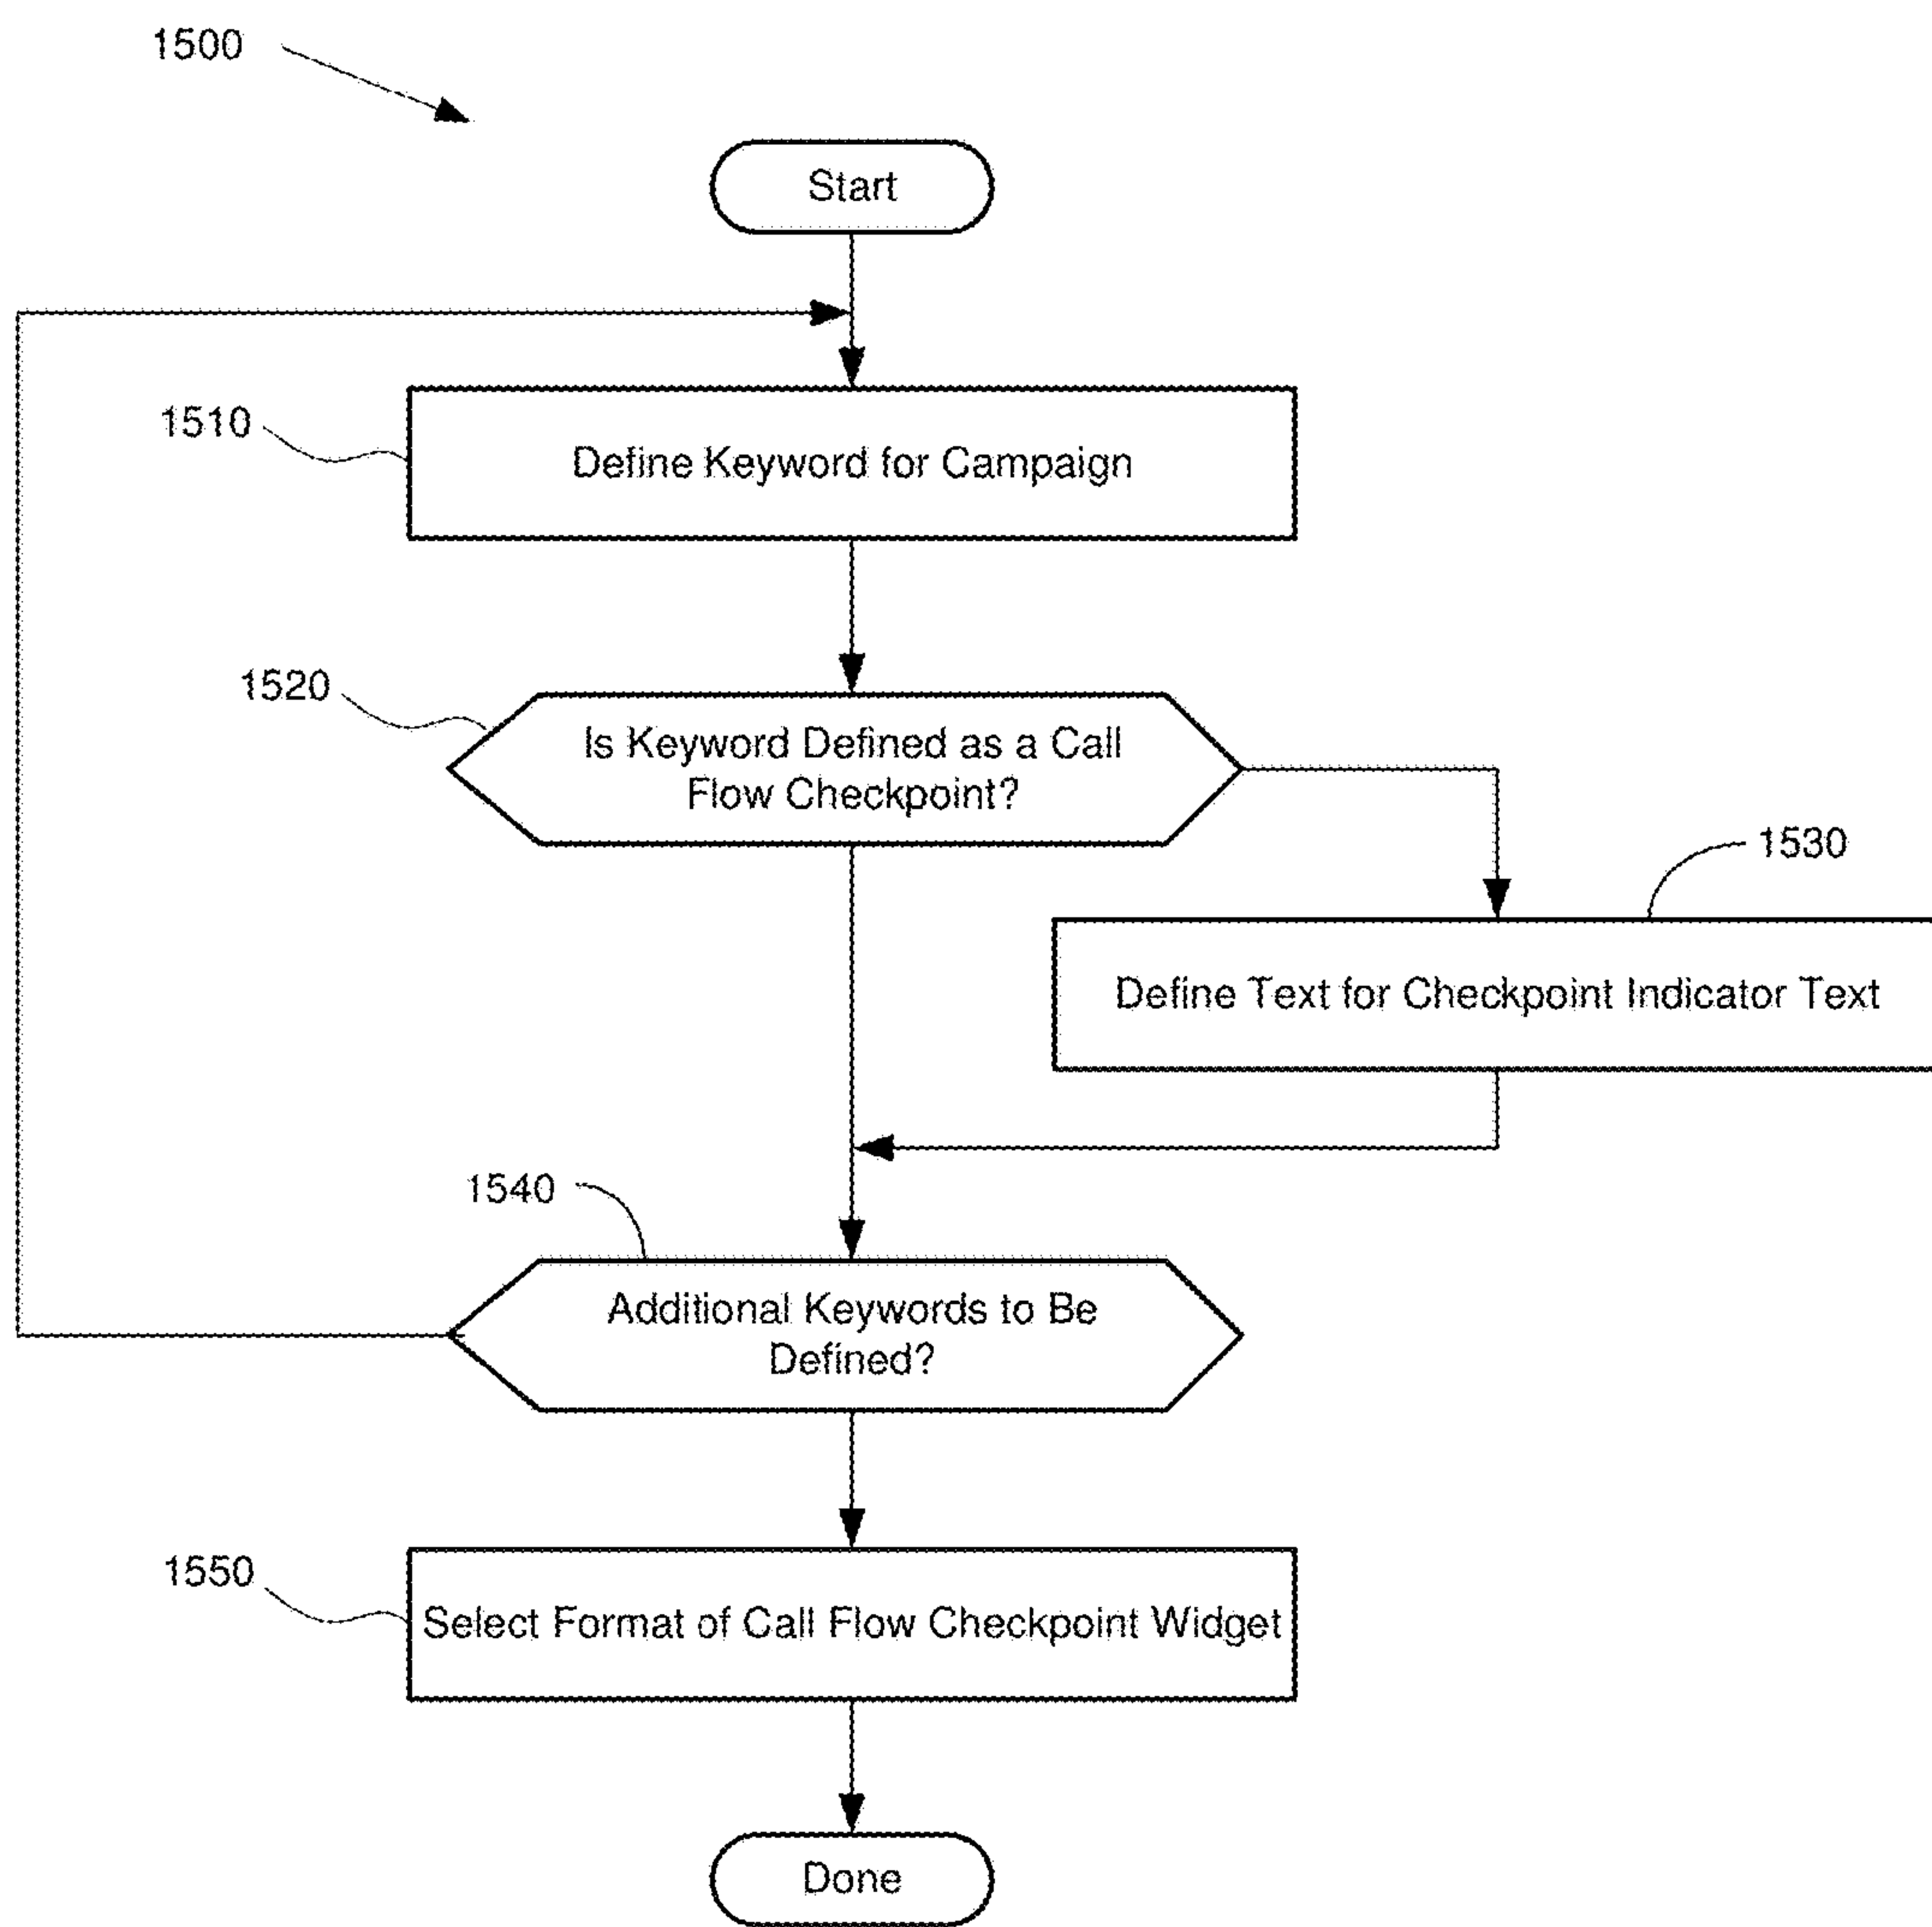 1500
Start
1510
Define Keyword for Campaign
1520
Is Keyword Defined as a Call
Flow Checkpoint?
1530
Define Text for Checkpoint Indicator Text
1540
Additional Keywords to Be
Defined?
1550
Select Format of Call Flow Checkpoint Widget
Done